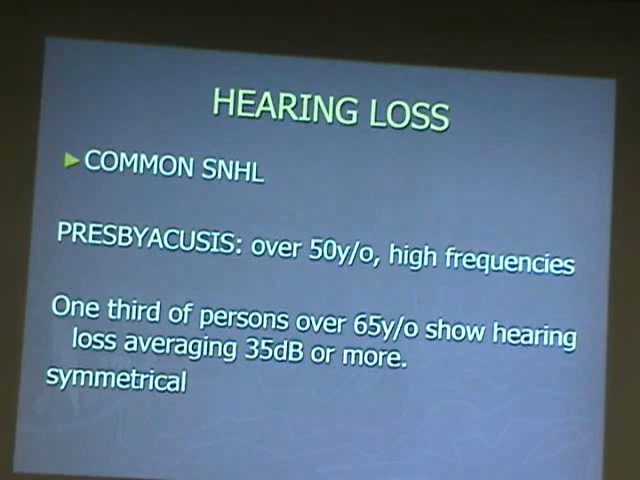 HEARING LOSS
►COMMON SNHL
PRESBYACUSIS: over 50y/o, high frequencies
One third of persons over 65y/o show hearing
loss averaging 35dB or more.
symmetrical